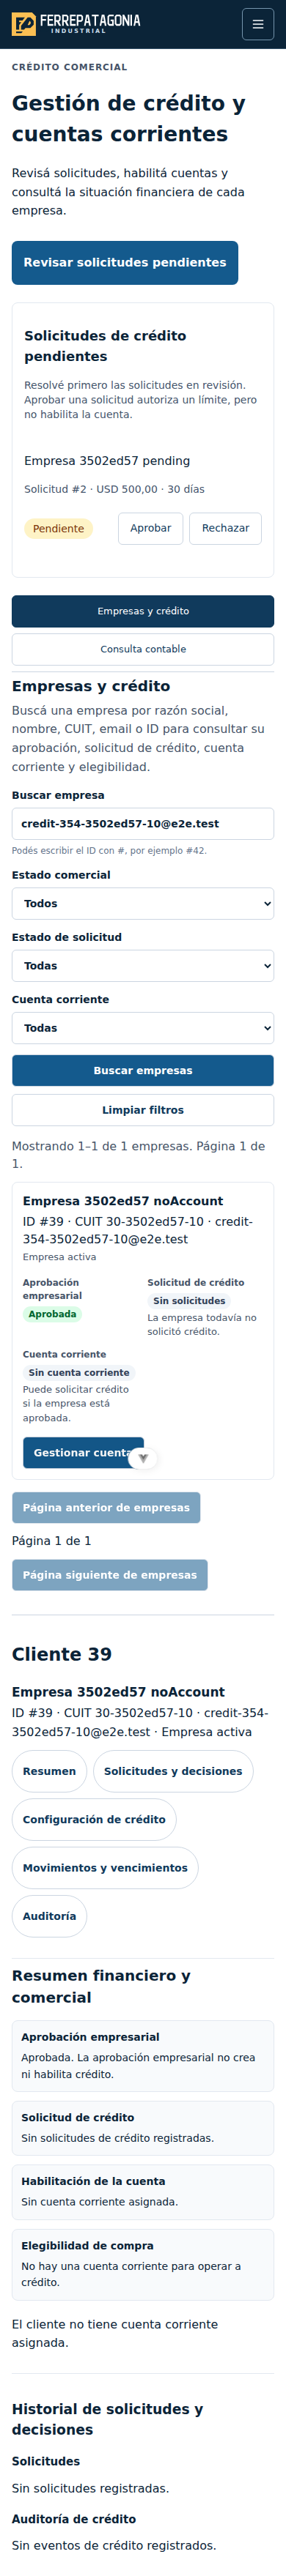 FERREPATAGONIA
INDUSTRIAL
CRÉDITO COMERCIAL
Gestión de crédito y
cuentas corrientes
Revisá solicitudes, habilitá cuentas y
consultá la situación financiera de cada
empresa.
Revisar solicitudes pendientes
Solicitudes de crédito
pendientes
Resolvé primero las solicitudes en revisión.
Aprobar una solicitud autoriza un límite, pero
no habilita la cuenta.
Empresa 3502ed57 pending
Solicitud #2 · USD 500,00 · 30 días
Pendiente
Aprobar
Rechazar
Empresas y crédito
Consulta contable
Empresas y crédito
Buscá una empresa por razón social,
nombre, CUIT, email o ID para consultar su
aprobación, solicitud de crédito, cuenta
corriente y elegibilidad.
Buscar empresa
credit-354-3502ed57-10@e2e.test
Podés escribir el ID con #, por ejemplo #42.
Estado comercial
Todos
Estado de solicitud
Todas
Cuenta corriente
Todas
Buscar empresas
Limpiar filtros
Mostrando 1–1 de 1 empresas. Página 1 de
1.
Empresa 3502ed57 noAccount
ID #39 · CUIT 30-3502ed57-10 · credit-
354-3502ed57-10@e2e.test
Empresa activa
Aprobación
empresarial
Aprobada
Solicitud de crédito
Sin solicitudes
La empresa todavía no
solicitó crédito.
Cuenta corriente
Sin cuenta corriente
Puede solicitar crédito
si la empresa está
aprobada.
Gestionar cuenta
Página anterior de empresas
Página 1 de 1
Página siguiente de empresas
Cliente 39
Empresa 3502ed57 noAccount
ID #39 · CUIT 30-3502ed57-10 · credit-354-
3502ed57-10@e2e.test · Empresa activa
Resumen
Solicitudes y decisiones
Configuración de crédito
Movimientos y vencimientos
Auditoría
Resumen financiero y
comercial
Aprobación empresarial
Aprobada. La aprobación empresarial no crea
ni habilita crédito.
Solicitud de crédito
Sin solicitudes de crédito registradas.
Habilitación de la cuenta
Sin cuenta corriente asignada.
Elegibilidad de compra
No hay una cuenta corriente para operar a
crédito.
El cliente no tiene cuenta corriente
asignada.
Historial de solicitudes y
decisiones
Solicitudes
Sin solicitudes registradas.
Auditoría de crédito
Sin eventos de crédito registrados.